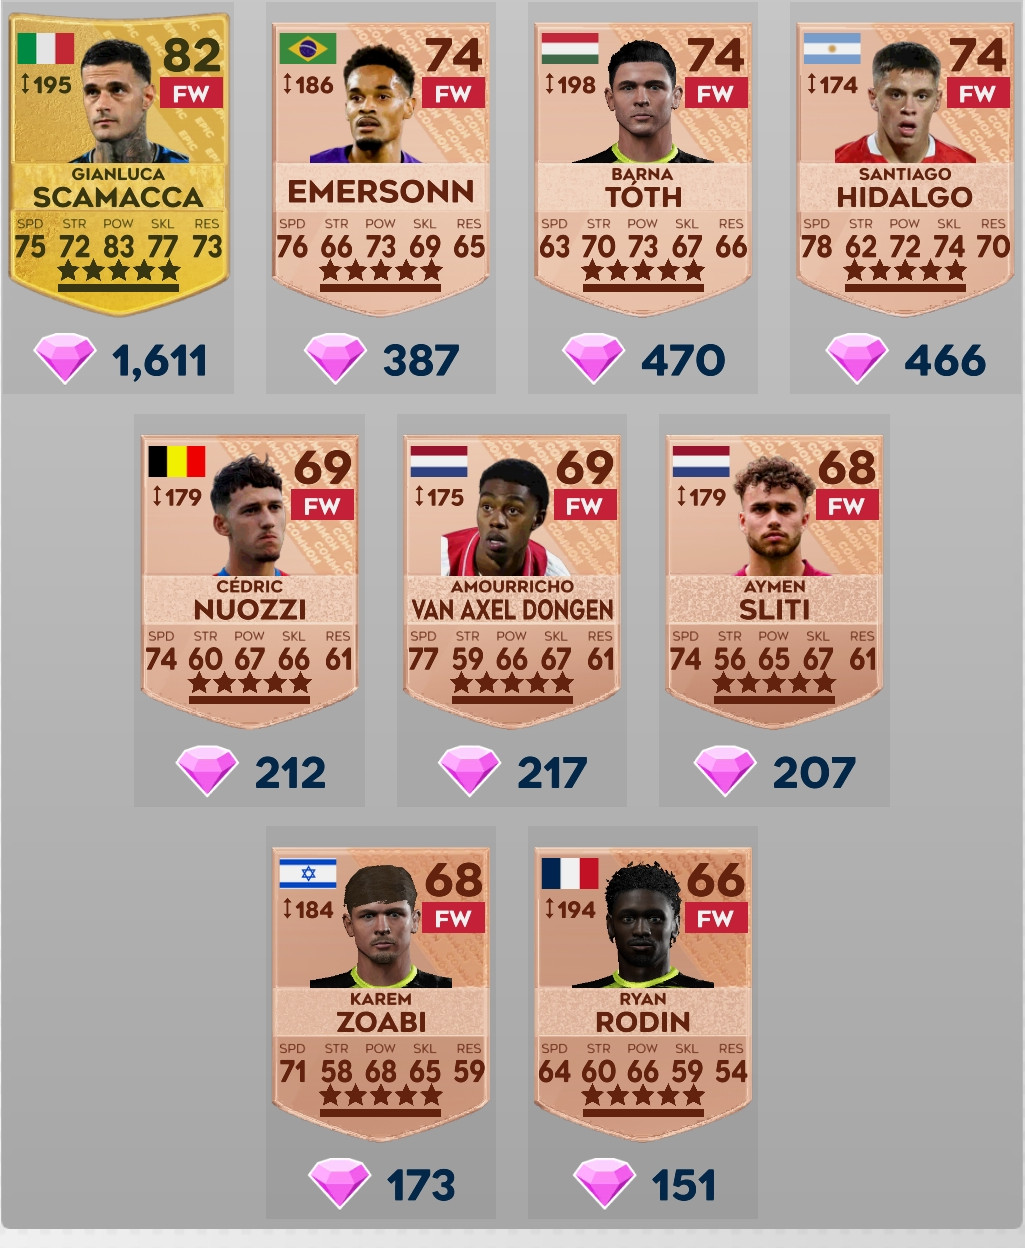 82
195
FW
GIANLUCA
SCAMACCA
SPD STR POW SKL RES
75 72 83 77 73
1,611
74
186
FW
EMERSONN
SPD STR POW SKL RES
76 66 73 69 65
387
74
198
FW
BARNA
TÓTH
SPD STR POW SKL RES
63 70 73 67 66
470
74
174
FW
SANTIAGO
HIDALGO
SPD STR POW SKL RES
78 62 72 74 70
466
69
179
FW
CÉDRIC
NUOZZI
SPD STR POW SKL RES
74 60 67 66 61
212
69
175
FW
AMOURRICHO
VAN AXEL DONGEN
SPD STR POW SKL RES
77 59 66 67 61
217
68
179
FW
AYMEN
SLITI
SPD STR POW SKL RES
74 56 65 67 61
207
68
184
FW
KAREM
ZOABI
SPD STR POW SKL RES
71 58 68 65 59
173
66
194
FW
RYAN
RODIN
SPD STR POW SKL RES
64 60 66 59 54
151